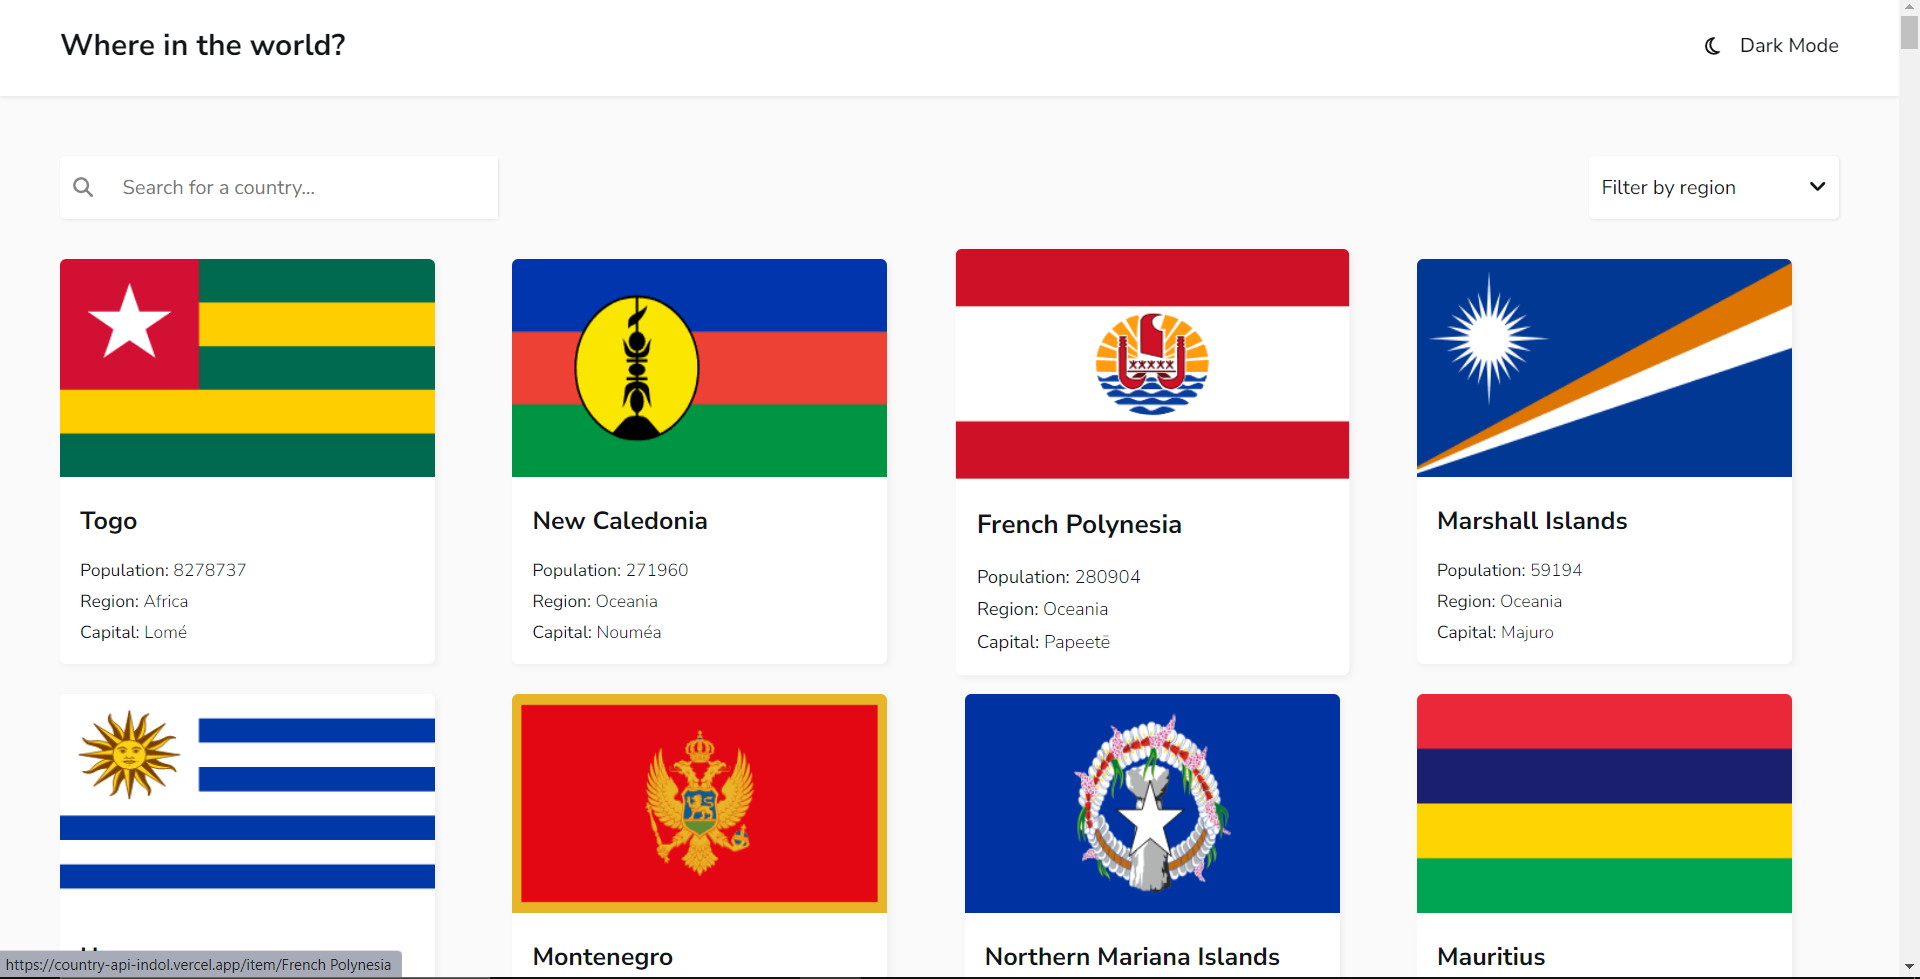 Where in the world?
Dark Mode
Search for a country...
Filter by region
Togo
Population: 8278737
Region: Africa
Capital: Lomé
New Caledonia
Population: 271960
Region: Oceania
Capital: Nouméa
French Polynesia
Population: 280904
Region: Oceania
Capital: Papeetē
Marshall Islands
Population: 59194
Region: Oceania
Capital: Majuro
Montenegro
Northern Mariana Islands
Mauritius
https://country-api-indol.vercel.app/item/French Polynesia